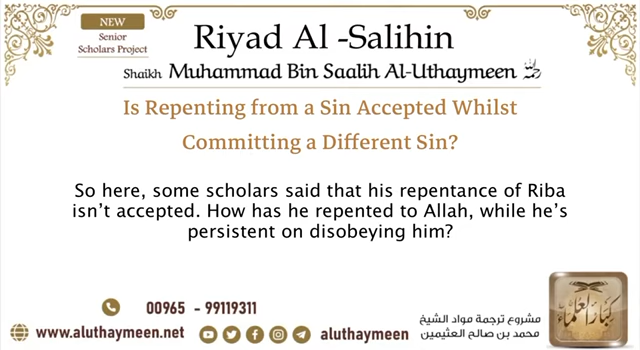 NEW
Senior
Scholars Project
Riyad Al -Salihin
Shaikh Muhammad Bin Saalih Al-Uthaymeen رحمه الله
Is Repenting from a Sin Accepted Whilst
Committing a Different Sin?
So here, some scholars said that his repentance of Riba
isn’t accepted. How has he repented to Allah, while he’s
persistent on disobeying him?
00965 - 99119311
www.aluthaymeen.net
aluthaymeen
مشروع ترجمة مواد الشيخ
محمد بن صالح العثيمين
كبار العلماء